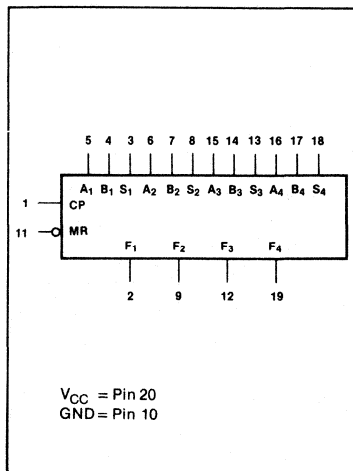 5 4 3 6 7 8 15 14 13 16 17 18
A1 B1 S1 A2 B2 S2 A3 B3 S3 A4 B4 S4
1 CP
11 MR
F1 F2 F3 F4
2 9 12 19
VCC = Pin 20
GND = Pin 10